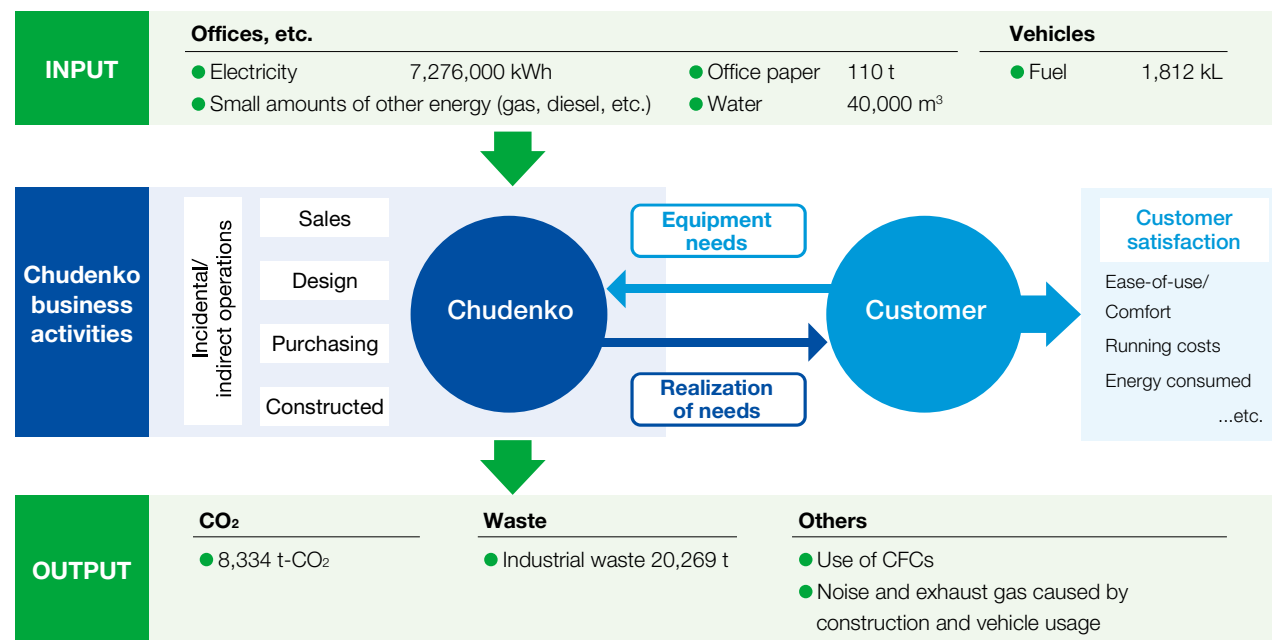 INPUT
Offices, etc.
Electricity 7,276,000 kWh
Small amounts of other energy (gas, diesel, etc.)
Office paper 110 t
Water 40,000 m³
Vehicles
Fuel 1,812 kL
Chudenko
business
activities
Incidental/
indirect operations
Sales
Design
Purchasing
Constructed
Chudenko
Equipment
needs
Realization
of needs
Customer
Customer
satisfaction
Ease-of-use/
Comfort
Running costs
Energy consumed
...etc.
OUTPUT
CO₂
8,334 t-CO₂
Waste
Industrial waste 20,269 t
Others
Use of CFCs
Noise and exhaust gas caused by
construction and vehicle usage